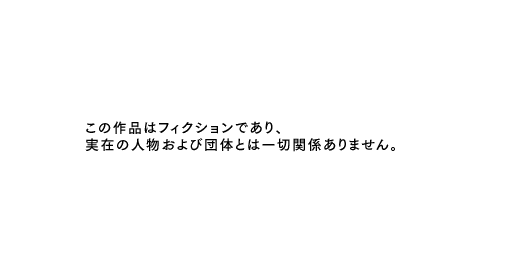 この作品はフィクションであり、
実在の人物および団体とは一切関係ありません。